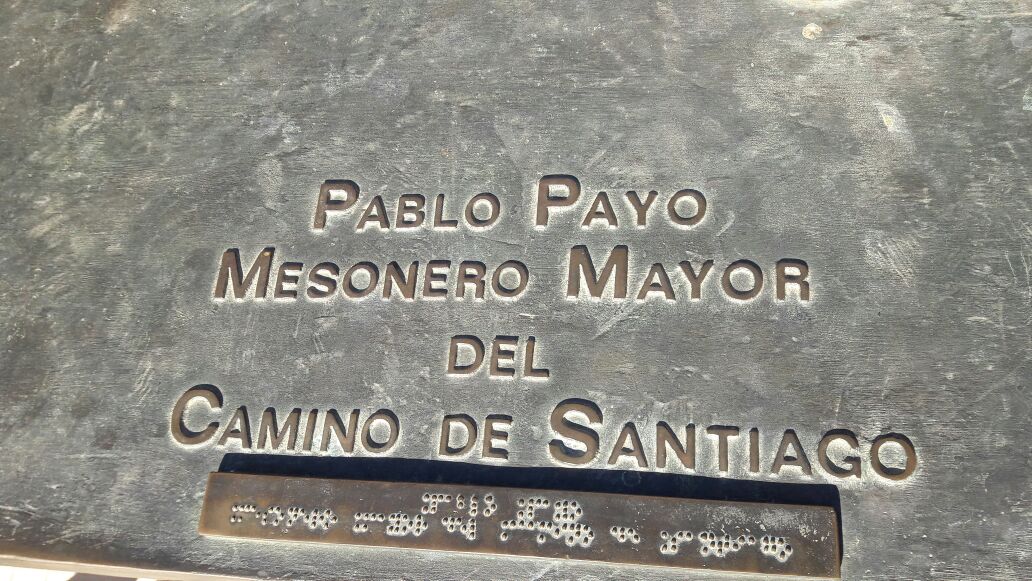 PABLO PAYO
MESONERO MAYOR
DEL
CAMINO DE SANTIAGO